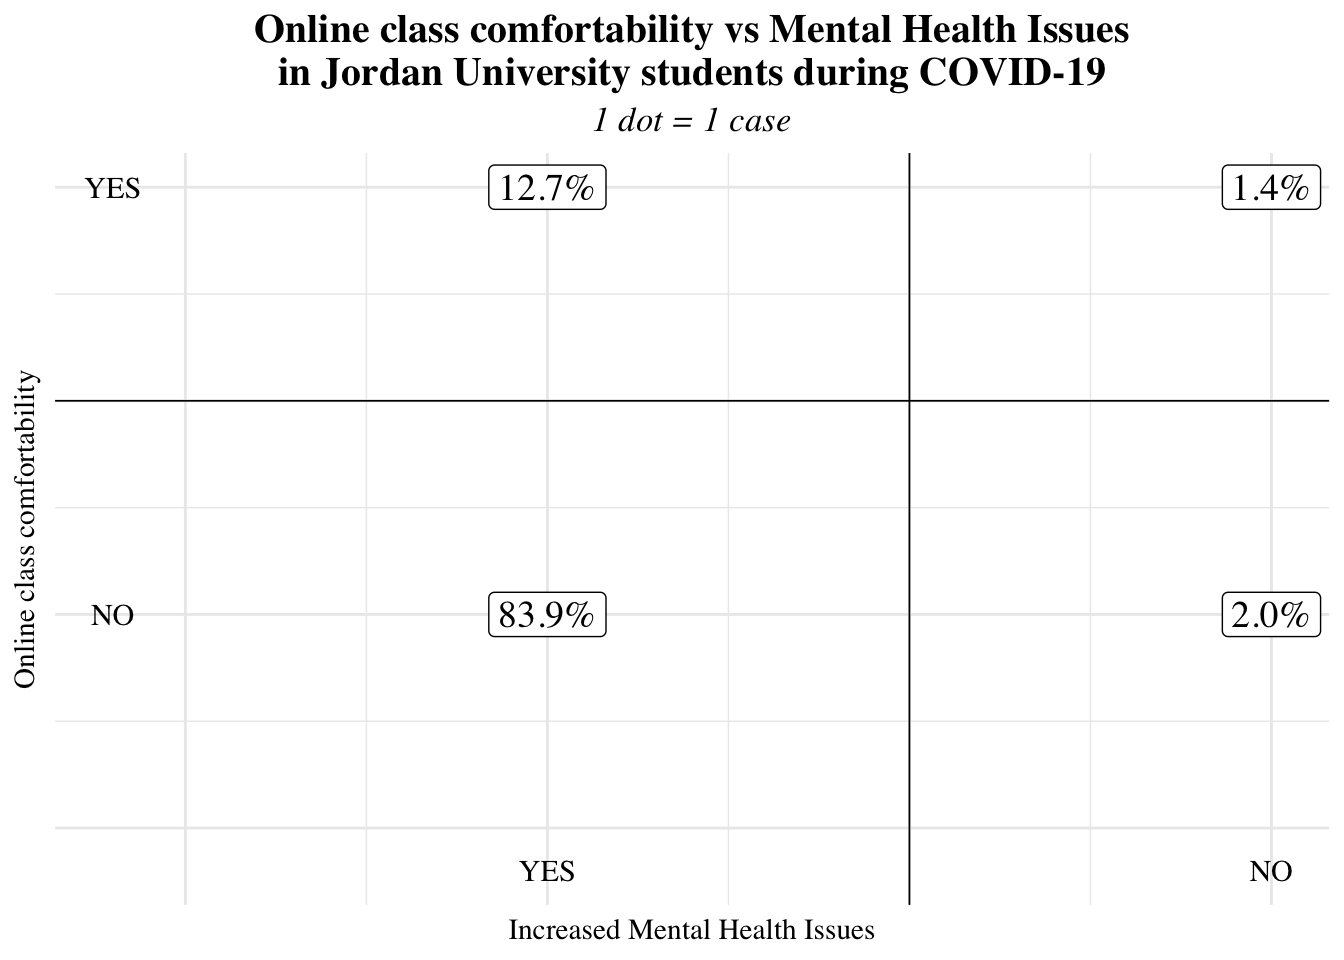 Online class comfortability vs Mental Health Issues
in Jordan University students during COVID-19
1 dot = 1 case
YES
12.7%
1.4%
Online class comfortability
NO
83.9%
2.0%
YES
NO
Increased Mental Health Issues